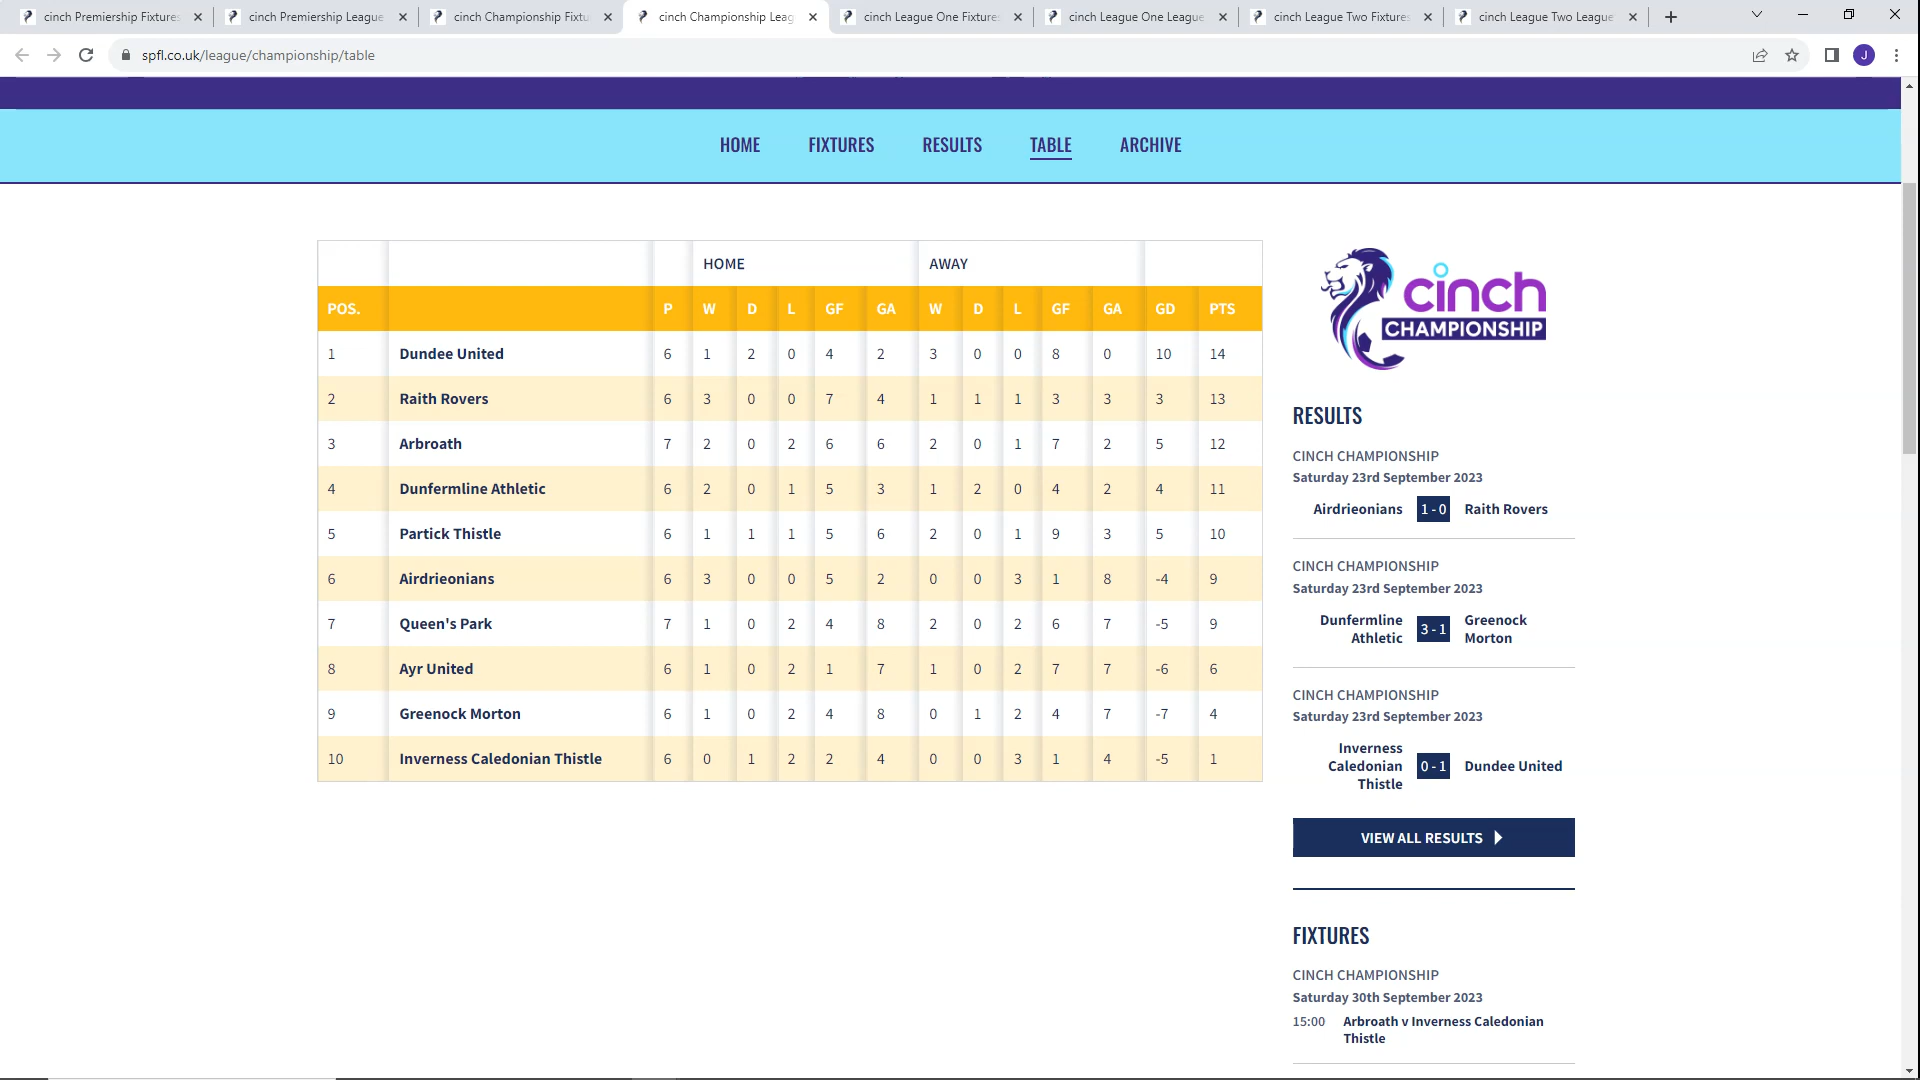 cinch Premiership Fixtures
cinch Premiership League
cinch Championship Fixtu
cinch Championship Leag
cinch League One Fixtures
cinch League One League
cinch League Two Fixtures
cinch League Two League
spfl.co.uk/league/championship/table
J
HOME FIXTURES RESULTS TABLE ARCHIVE
HOME AWAY
POS. P W D L GF GA W D L GF GA GD PTS
1 Dundee United 6 1 2 0 4 2 3 0 0 8 0 10 14
2 Raith Rovers 6 3 0 0 7 4 1 1 1 3 3 3 13
3 Arbroath 7 2 0 2 6 6 2 0 1 7 2 5 12
4 Dunfermline Athletic 6 2 0 1 5 3 1 2 0 4 2 4 11
5 Partick Thistle 6 1 1 1 5 6 2 0 1 9 3 5 10
6 Airdrieonians 6 3 0 0 5 2 0 0 3 1 8 -4 9
7 Queen's Park 7 1 0 2 4 8 2 0 2 6 7 -5 9
8 Ayr United 6 1 0 2 1 7 1 0 2 7 7 -6 6
9 Greenock Morton 6 1 0 2 4 8 0 1 2 4 7 -7 4
10 Inverness Caledonian Thistle 6 0 1 2 2 4 0 0 3 1 4 -5 1
cinch
CHAMPIONSHIP
RESULTS
CINCH CHAMPIONSHIP
Saturday 23rd September 2023
Airdrieonians 1 - 0 Raith Rovers
CINCH CHAMPIONSHIP
Saturday 23rd September 2023
Dunfermline Athletic 3 - 1 Greenock Morton
CINCH CHAMPIONSHIP
Saturday 23rd September 2023
Inverness Caledonian Thistle 0 - 1 Dundee United
VIEW ALL RESULTS
FIXTURES
CINCH CHAMPIONSHIP
Saturday 30th September 2023
15:00 Arbroath v Inverness Caledonian
Thistle